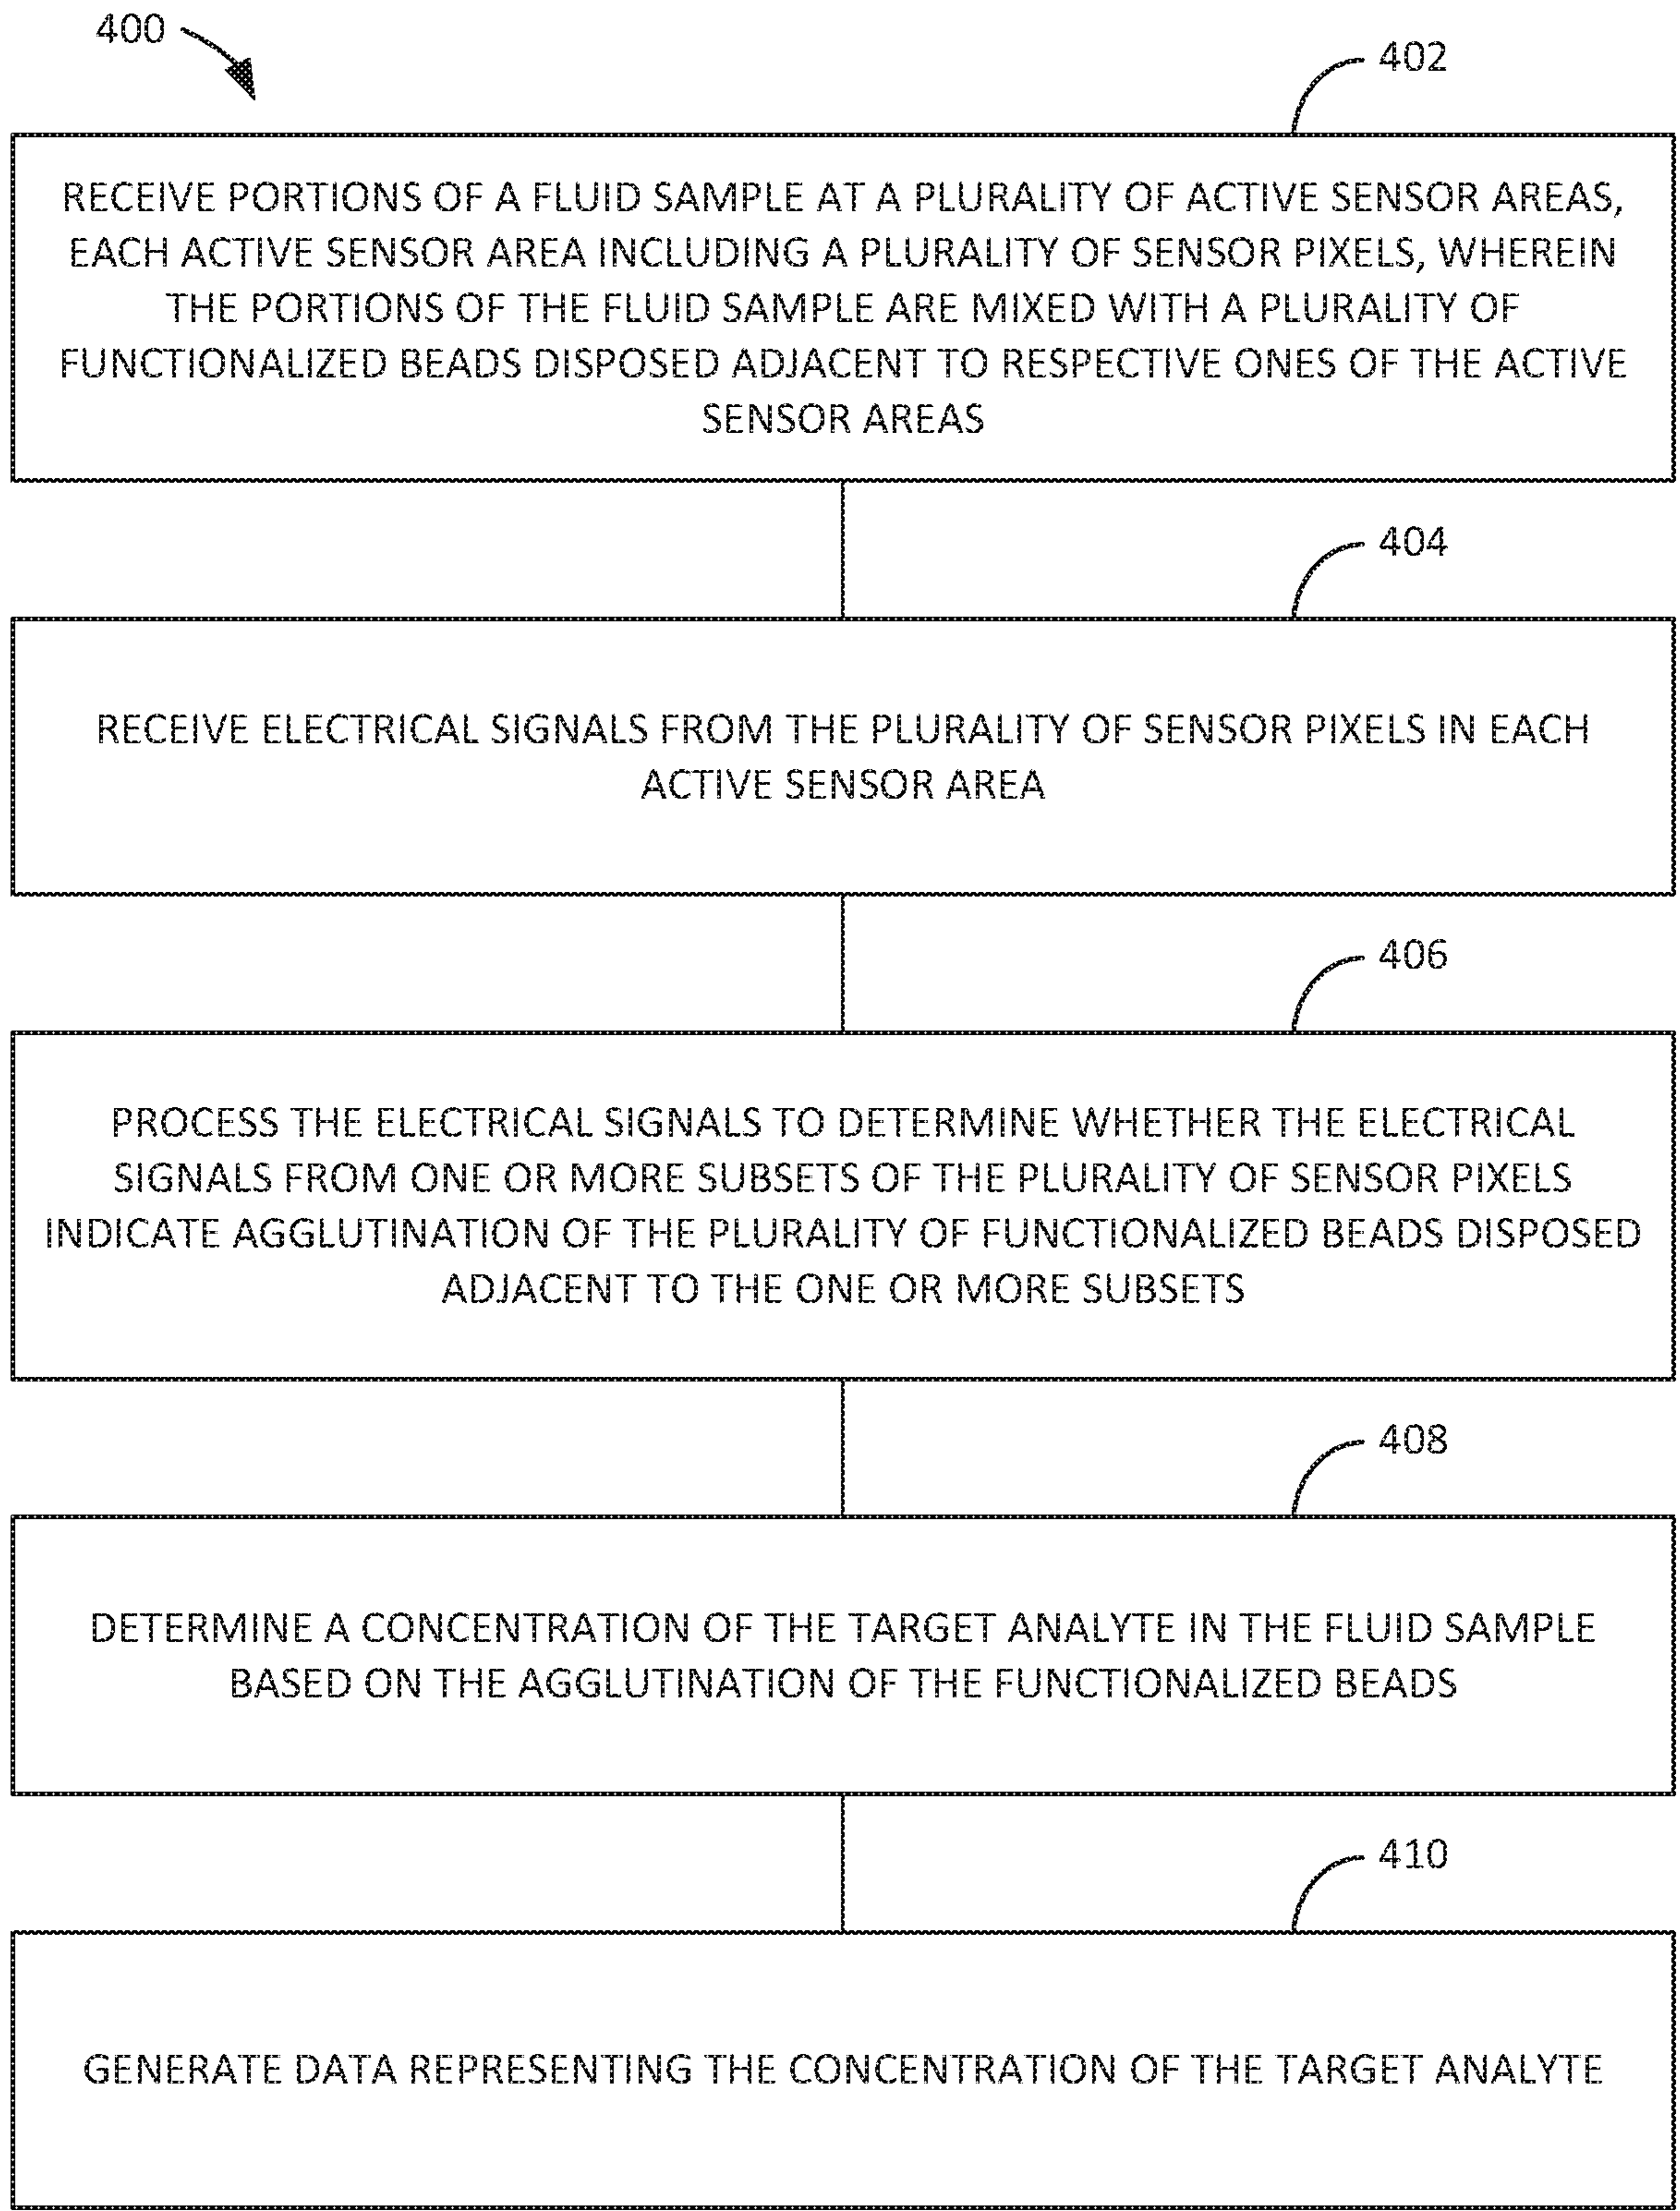 400
402
RECEIVE PORTIONS OF A FLUID SAMPLE AT A PLURALITY OF ACTIVE SENSOR AREAS,
EACH ACTIVE SENSOR AREA INCLUDING A PLURALITY OF SENSOR PIXELS, WHEREIN
THE PORTIONS OF THE FLUID SAMPLE ARE MIXED WITH A PLURALITY OF
FUNCTIONALIZED BEADS DISPOSED ADJACENT TO RESPECTIVE ONES OF THE ACTIVE
SENSOR AREAS
404
RECEIVE ELECTRICAL SIGNALS FROM THE PLURALITY OF SENSOR PIXELS IN EACH
ACTIVE SENSOR AREA
406
PROCESS THE ELECTRICAL SIGNALS TO DETERMINE WHETHER THE ELECTRICAL
SIGNALS FROM ONE OR MORE SUBSETS OF THE PLURALITY OF SENSOR PIXELS
INDICATE AGGLUTINATION OF THE PLURALITY OF FUNCTIONALIZED BEADS DISPOSED
ADJACENT TO THE ONE OR MORE SUBSETS
408
DETERMINE A CONCENTRATION OF THE TARGET ANALYTE IN THE FLUID SAMPLE
BASED ON THE AGGLUTINATION OF THE FUNCTIONALIZED BEADS
410
GENERATE DATA REPRESENTING THE CONCENTRATION OF THE TARGET ANALYTE